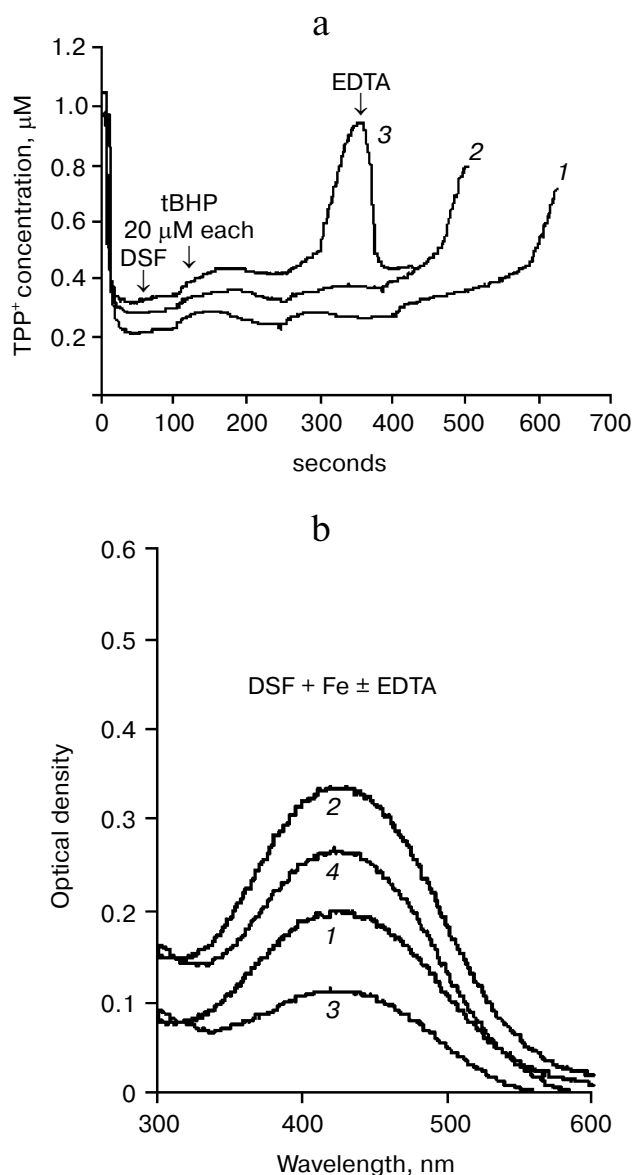 a
1.2
1.0
0.8
0.6
0.4
0.2
TPP+ concentration, μM
EDTA
3
2
1
tBHP
20 μM each
DSF
0 100 200 300 400 500 600 700
seconds
b
0.6
0.5
0.4
0.3
0.2
0.1
0
Optical density
DSF + Fe ± EDTA
2
4
1
3
300 400 500 600
Wavelength, nm